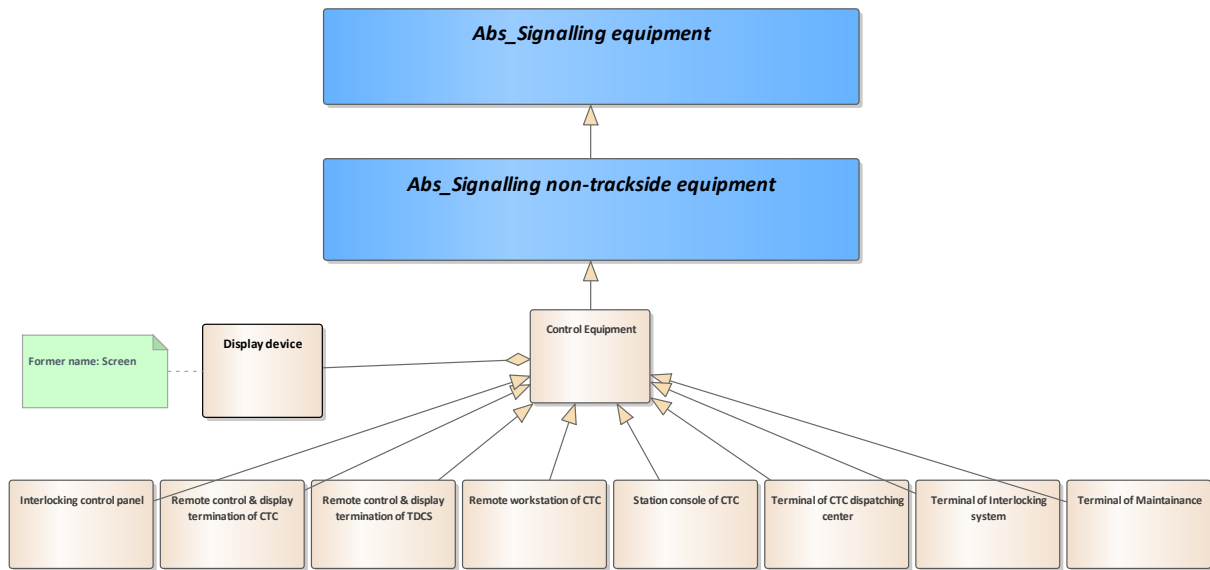 Abs_Signalling equipment
Abs_Signalling non-trackside equipment
Control Equipment
Former name: Screen
Display device
Interlocking control panel
Remote control & display
termination of CTC
Remote control & display
termination of TDCS
Remote workstation of CTC
Station console of CTC
Terminal of CTC dispatching
center
Terminal of Interlocking
system
Terminal of Maintainance